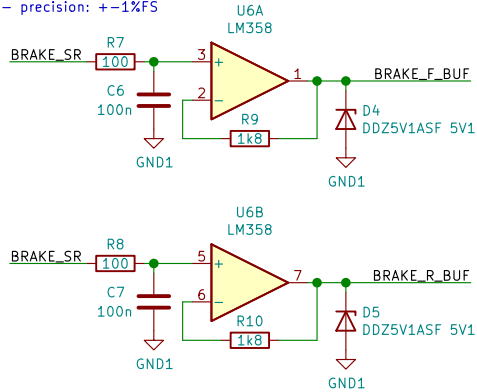 - precision: +-1%FS
U6A
LM358
BRAKE_SR
R7
100
3
+
1
BRAKE_F_BUF
C6
100n
2
-
R9
1k8
D4
DDZ5V1ASF 5V1
GND1
GND1
U6B
LM358
BRAKE_SR
R8
100
5
+
7
BRAKE_R_BUF
C7
100n
6
-
R10
1k8
D5
DDZ5V1ASF 5V1
GND1
GND1